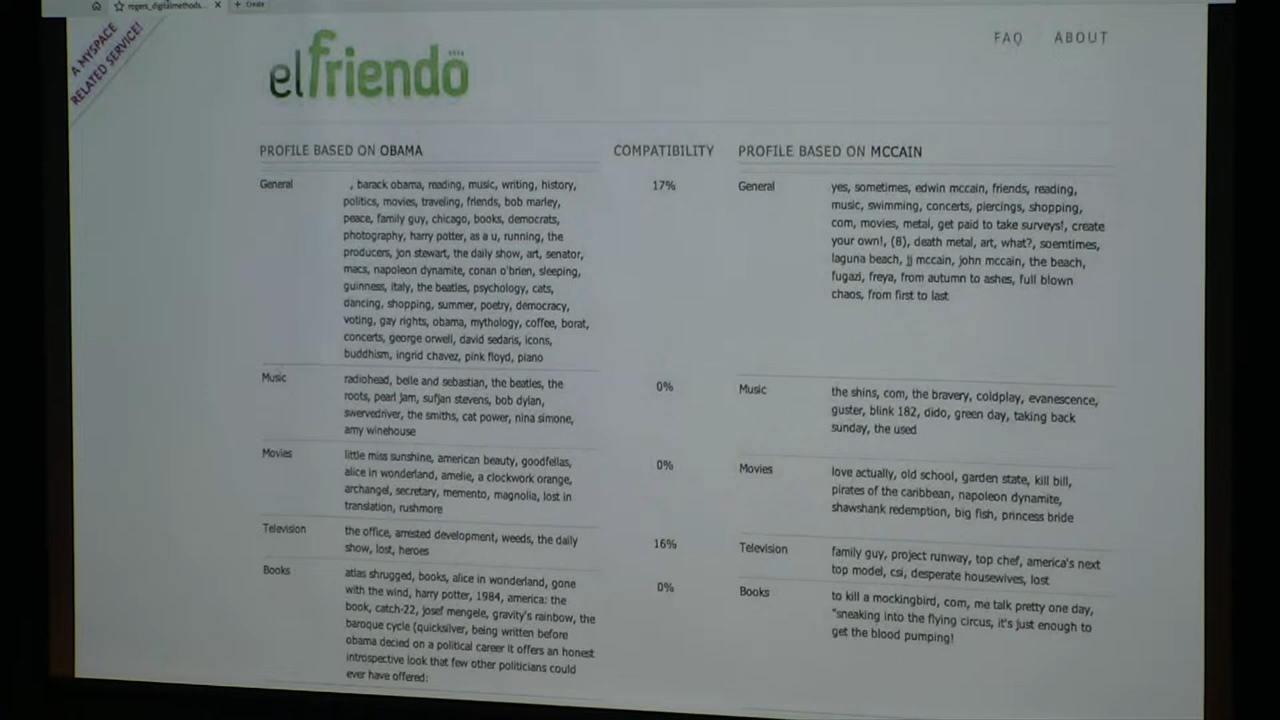 rogers_digitalmethods...
Create
A MYSPACE
RELATED SERVICE!
elfriendo
FAQ ABOUT
PROFILE BASED ON OBAMA
General
, barack obama, reading, music, writing, history,
politics, movies, traveling, friends, bob marley,
peace, family guy, chicago, books, democrats,
photography, harry potter, as a u, running, the
producers, jon stewart, the daily show, art, senator,
macs, napoleon dynamite, conan o'brien, sleeping,
guinness, italy, the beatles, psychology, cats,
dancing, shopping, summer, poetry, democracy,
voting, gay rights, obama, mythology, coffee, borat,
concerts, george orwell, david sedaris, icons,
buddhism, ingrid chavez, pink floyd, piano
Music
radiohead, belle and sebastian, the beatles, the
roots, pearl jam, sufjan stevens, bob dylan,
swervedriver, the smiths, cat power, nina simone,
amy winehouse
Movies
little miss sunshine, american beauty, goodfellas,
alice in wonderland, amelie, a clockwork orange,
archangel, secretary, memento, magnolia, lost in
translation, rushmore
Television
the office, arrested development, weeds, the daily
show, lost, heroes
Books
atlas shrugged, books, alice in wonderland, gone
with the wind, harry potter, 1984, america: the
book, catch-22, josef mengele, gravity's rainbow, the
baroque cycle (quicksilver, being written before
obama decied on a political career it offers an honest
introspective look that few other politicians could
ever have offered:
COMPATIBILITY
17%
0%
0%
16%
0%
PROFILE BASED ON MCCAIN
General
yes, sometimes, edwin mccain, friends, reading,
music, swimming, concerts, piercings, shopping,
com, movies, metal, get paid to take surveys!, create
your own!, (8), death metal, art, what?, soemtimes,
laguna beach, jj mccain, john mccain, the beach,
fugazi, freya, from autumn to ashes, full blown
chaos, from first to last
Music
the shins, com, the bravery, coldplay, evanescence,
guster, blink 182, dido, green day, taking back
sunday, the used
Movies
love actually, old school, garden state, kill bill,
pirates of the caribbean, napoleon dynamite,
shawshank redemption, big fish, princess bride
Television
family guy, project runway, top chef, america's next
top model, csi, desperate housewives, lost
Books
to kill a mockingbird, com, me talk pretty one day,
"sneaking into the flying circus, it's just enough to
get the blood pumping!